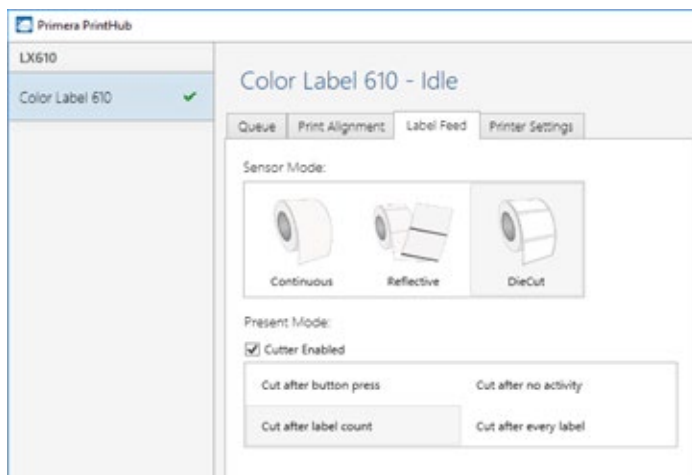 Primera PrintHub
LX610
Color Label 610
Color Label 610 - Idle
Queue
Print Alignment
Label Feed
Printer Settings
Sensor Mode:
Continuous
Reflective
DieCut
Present Mode:
Cutter Enabled
Cut after button press
Cut after no activity
Cut after label count
Cut after every label